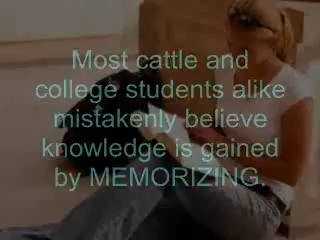 Most cattle and
college students alike
mistakenly believe
knowledge is gained
by MEMORIZING.